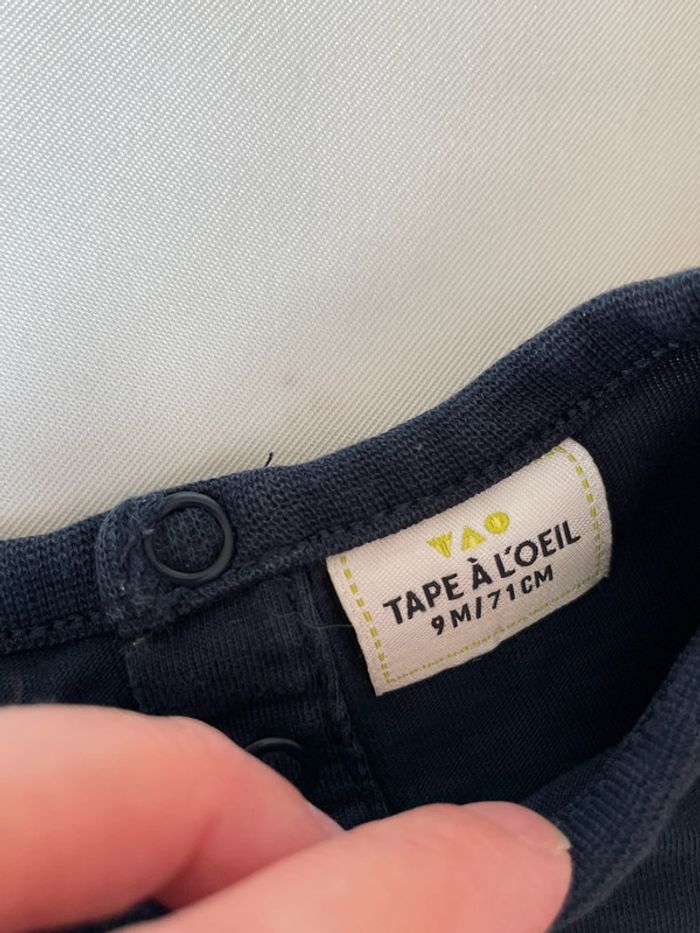 TAO
TAPE À L'OEIL
9M/71CM